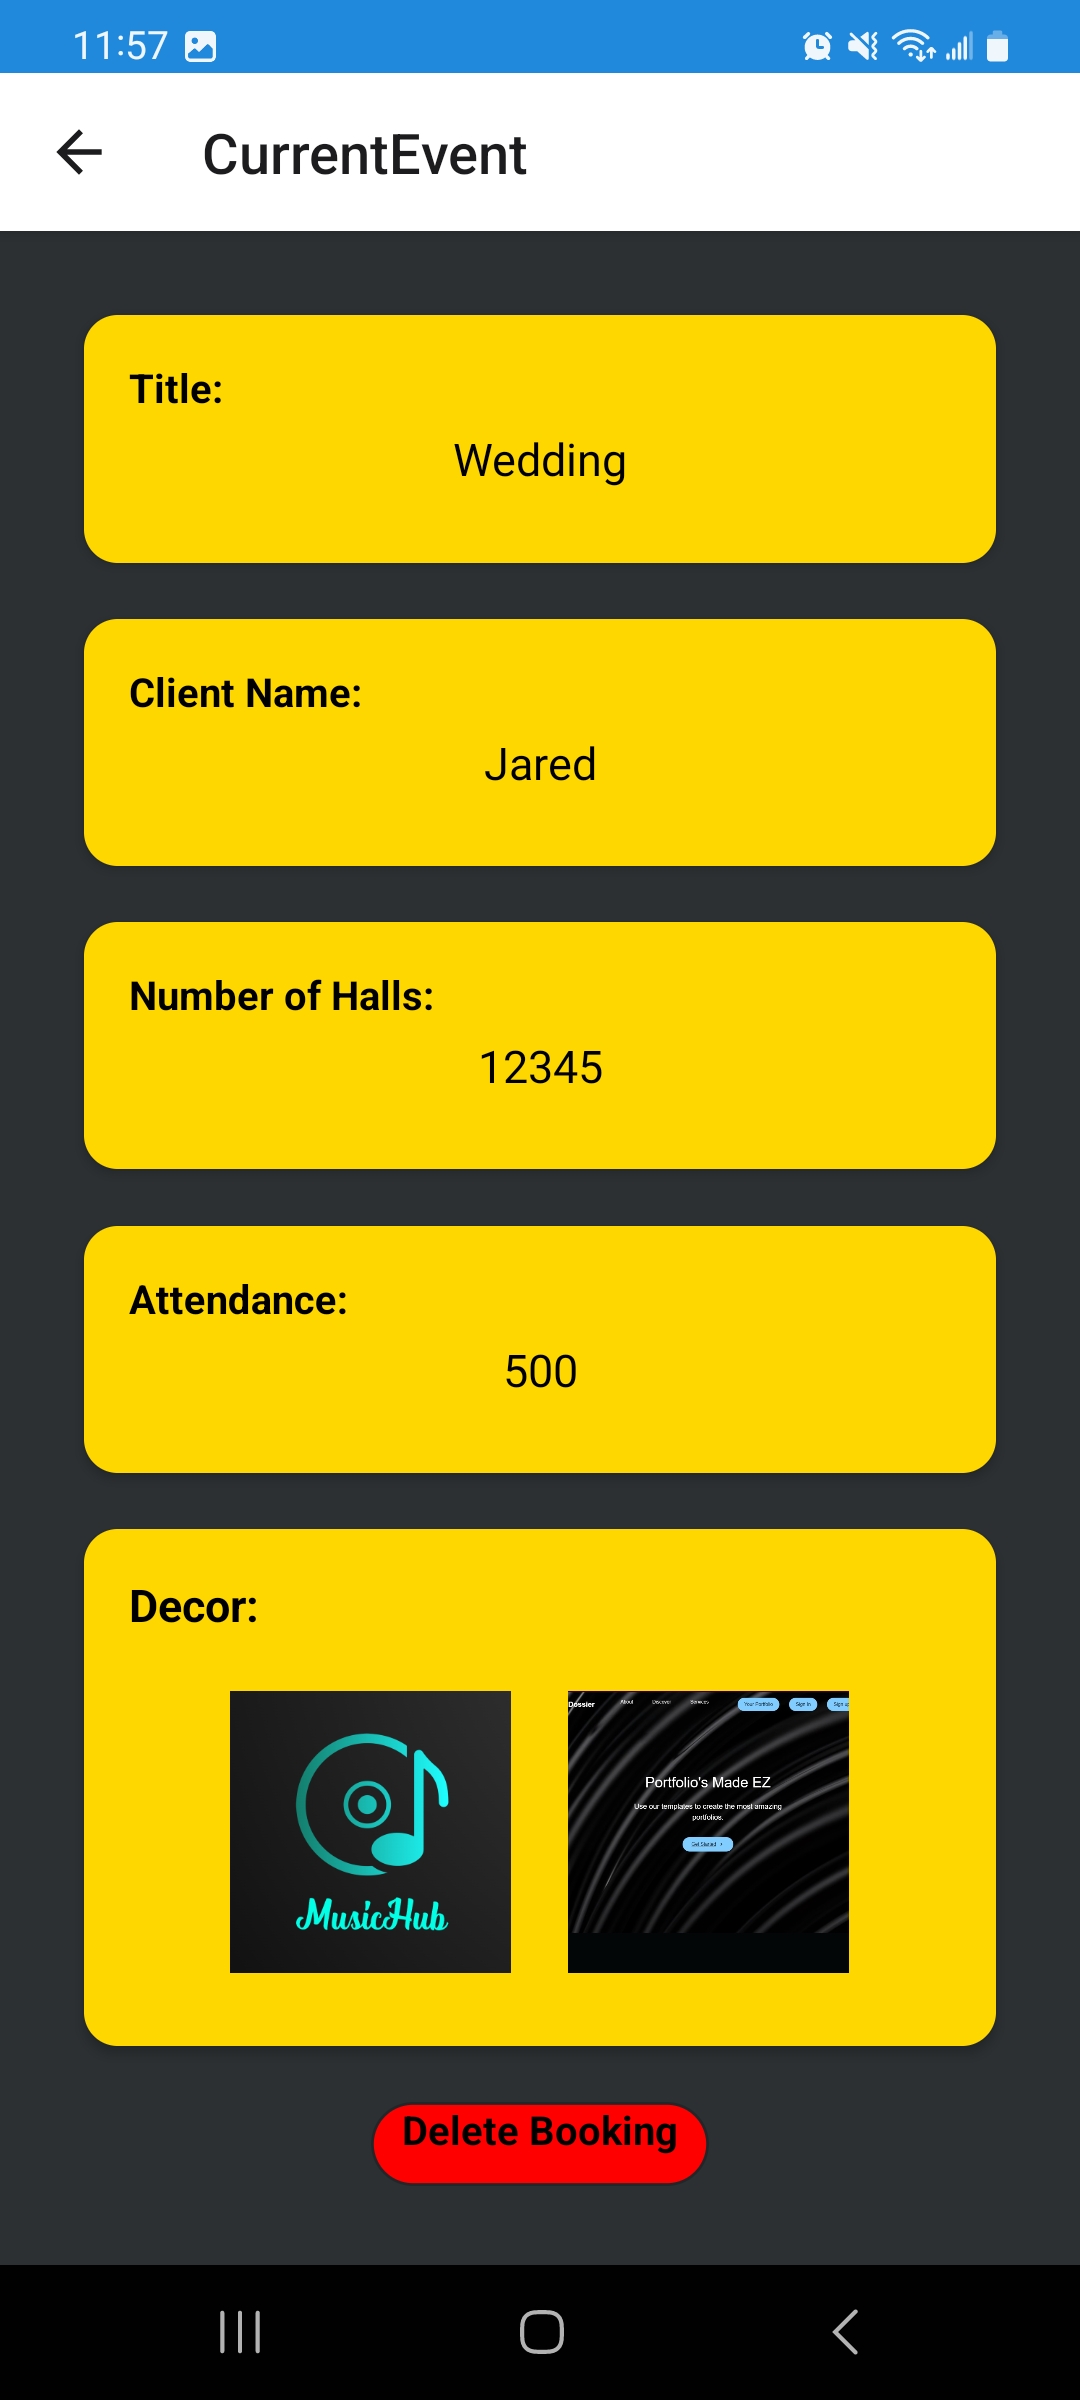 11:57
CurrentEvent
Title:
Wedding
Client Name:
Jared
Number of Halls:
12345
Attendance:
500
Decor:
MusicHub
Dossier About Discover Services Your Portfolio Sign In Sign up
Portfolio's Made EZ
Use our templates to create the most amazing
portfolios.
Get Started
Delete Booking